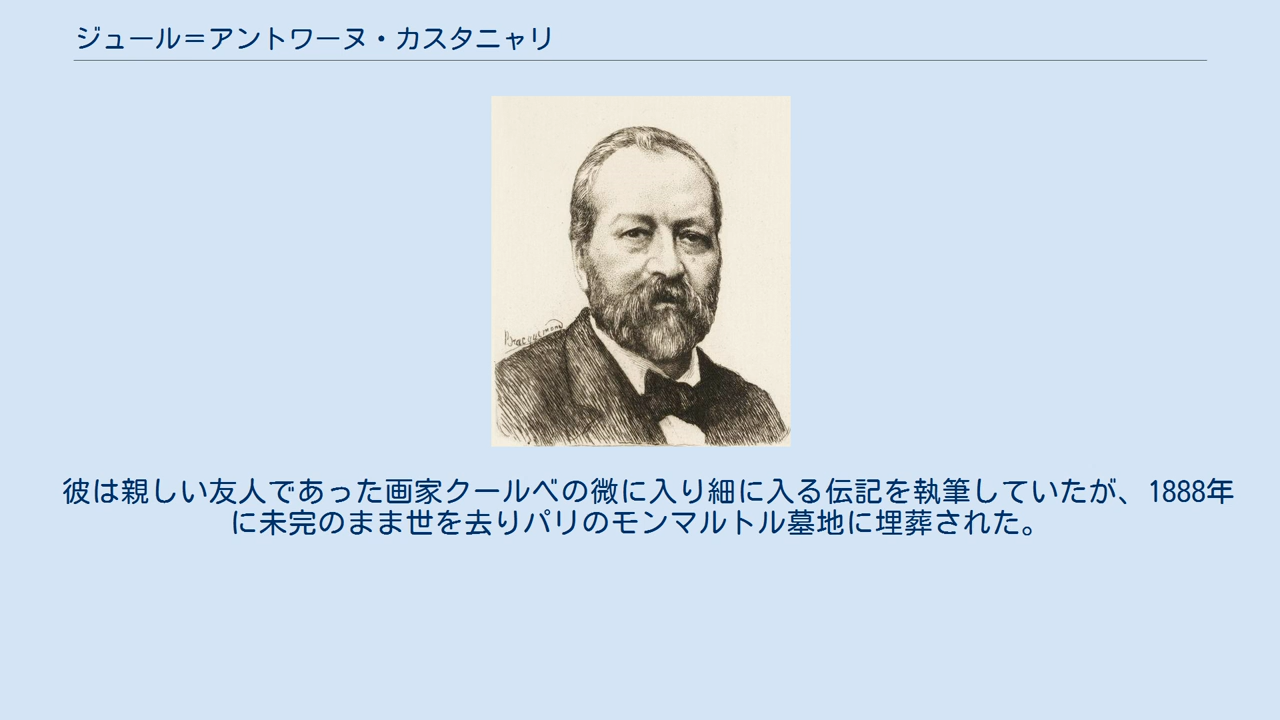 ジュール＝アントワーヌ・カスタニャリ
Bracquemond
彼は親しい友人であった画家クールベの微に入り細に入る伝記を執筆していたが、1888年
に未完のまま世を去りパリのモンマルトル墓地に埋葬された。